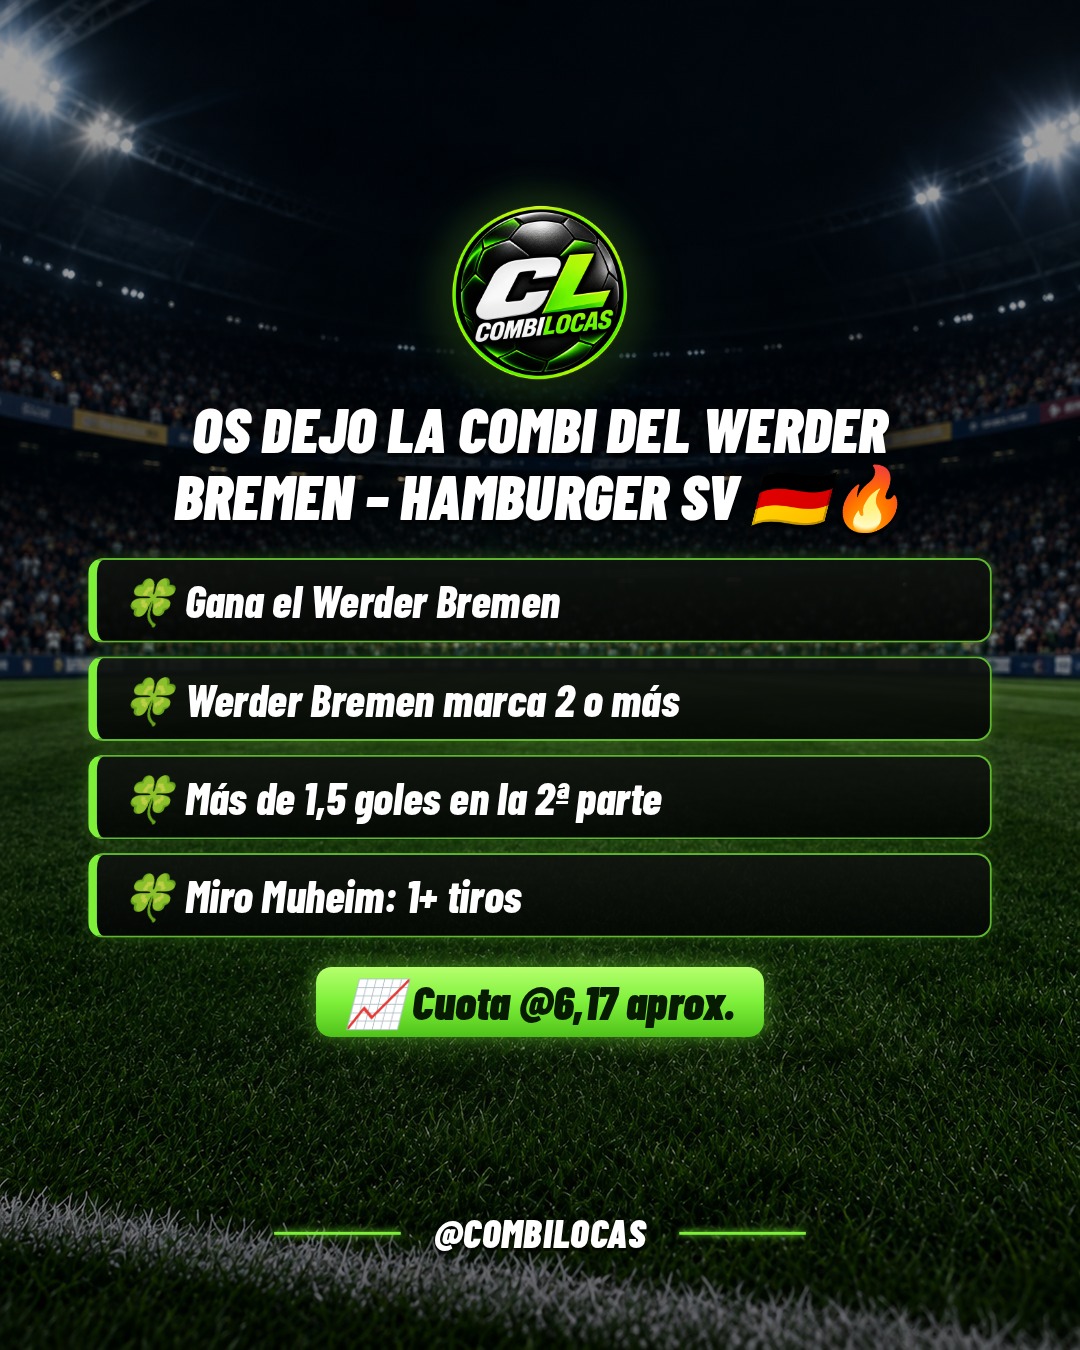 CL
COMBILOCAS
OS DEJO LA COMBI DEL WERDER
BREMEN - HAMBURGER SV 🇩🇪🔥
🍀 Gana el Werder Bremen
🍀 Werder Bremen marca 2 o más
🍀 Más de 1,5 goles en la 2ª parte
🍀 Miro Muheim: 1+ tiros
📈 Cuota @6,17 aprox.
@COMBILOCAS